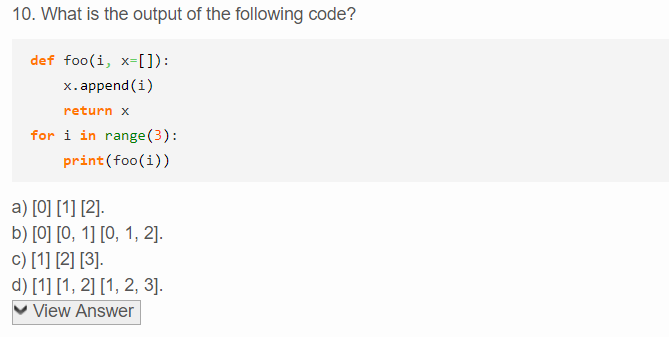 10. What is the output of the following code?
def foo(i, x=[]):
    x.append(i)
    return x
for i in range(3):
    print(foo(i))
a) [0] [1] [2].
b) [0] [0, 1] [0, 1, 2].
c) [1] [2] [3].
d) [1] [1, 2] [1, 2, 3].
View Answer